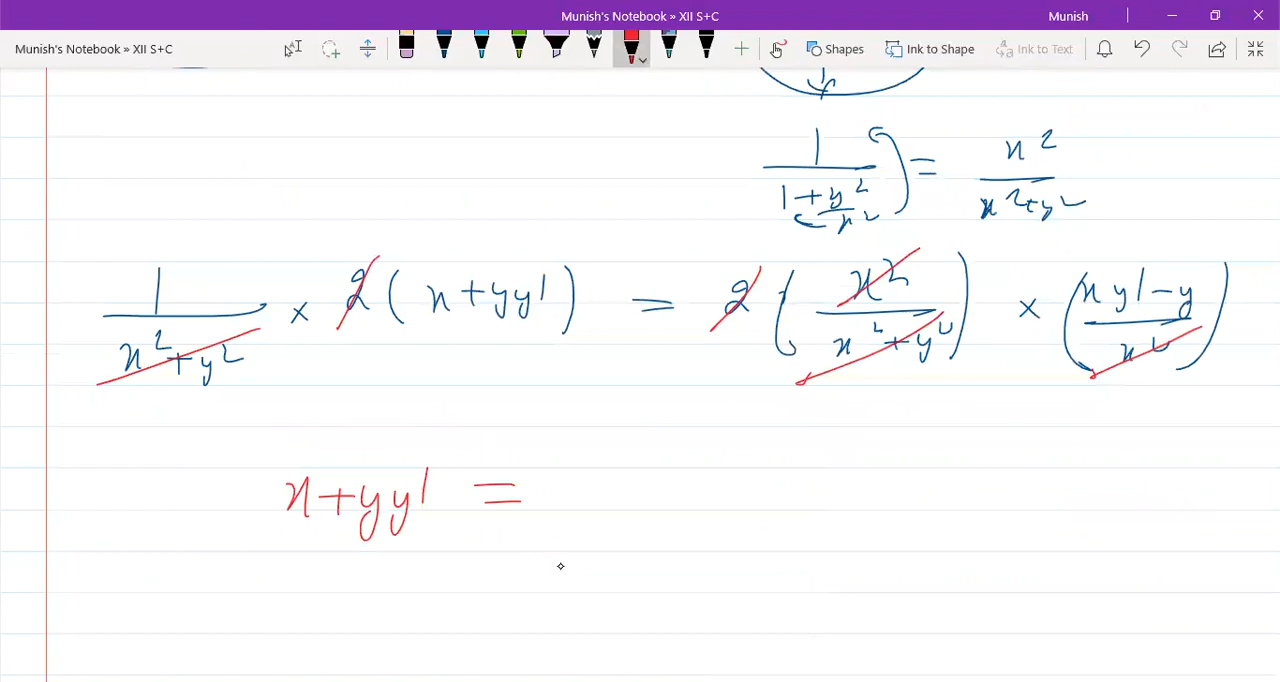 Munish's Notebook » XII S+C
Munish
Munish's Notebook » XII S+C
Shapes
Ink to Shape
Ink to Text
1/(1+y²/x²) = x²/(x²+y²)
1/(x²+y²) × 2(x+yy') = 2(x²/(x²+y²)) × (xy'-y/x²)
x+yy' =